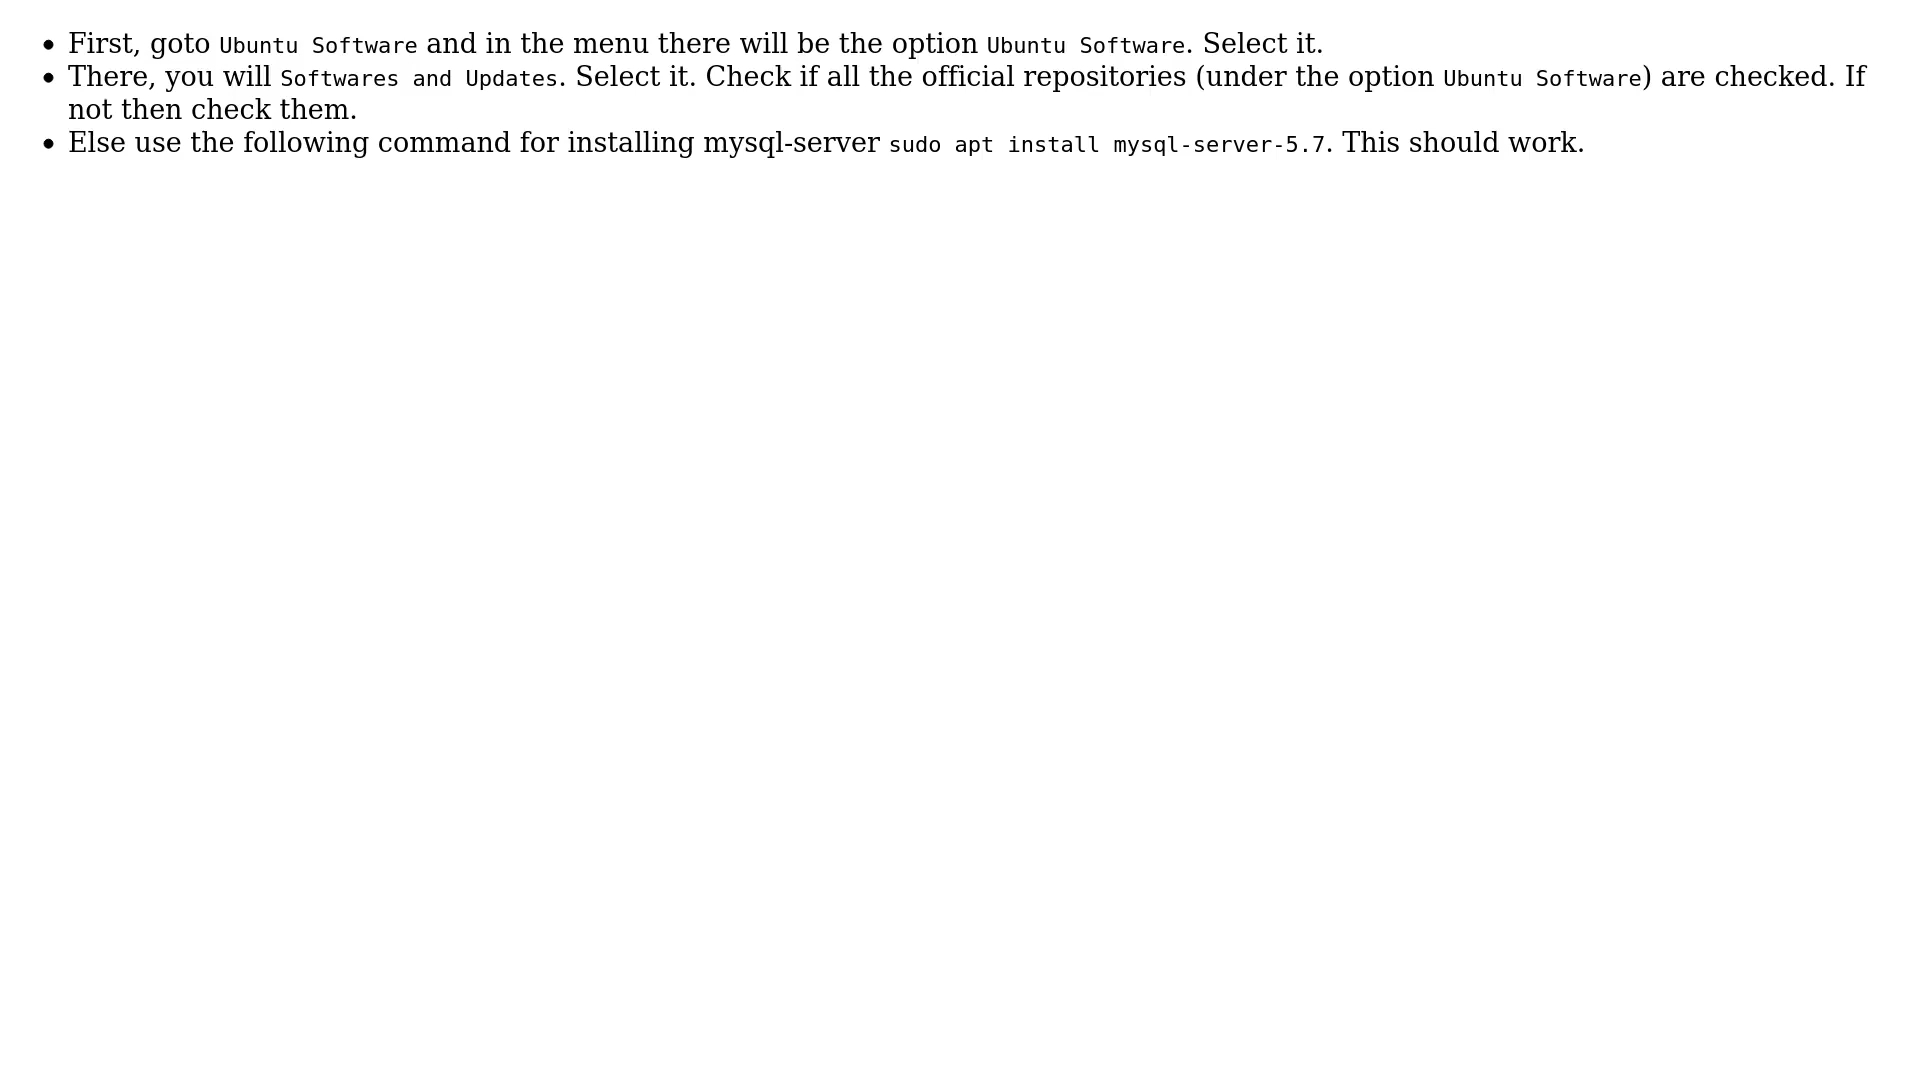 First, goto Ubuntu Software and in the menu there will be the option Ubuntu Software. Select it.
There, you will Softwares and Updates. Select it. Check if all the official repositories (under the option Ubuntu Software) are checked. If
not then check them.
Else use the following command for installing mysql-server sudo apt install mysql-server-5.7. This should work.